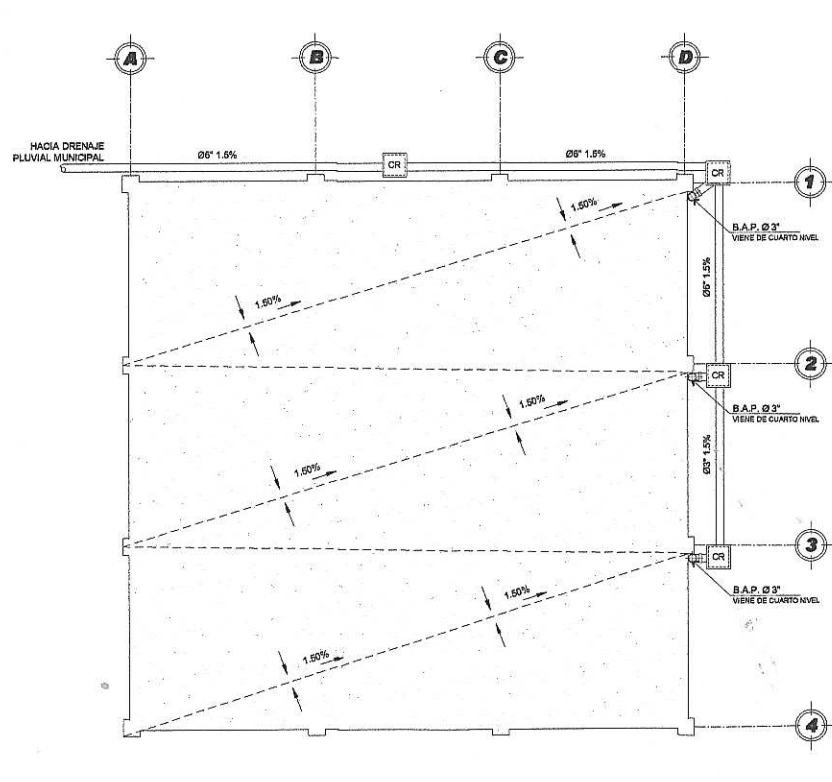 A B C D
HACIA DRENAJE
PLUVIAL MUNICIPAL
Ø6" 1.5%
Ø6" 1.5%
CR
CR
1
1.50%
B.A.P. Ø 3"
VIENE DE CUARTO NIVEL
Ø6" 1.5%
1.50%
2
CR
1.50%
B.A.P. Ø 3"
VIENE DE CUARTO NIVEL
Ø3" 1.5%
1.50%
3
CR
1.50%
B.A.P. Ø 3"
VIENE DE CUARTO NIVEL
1.50%
4